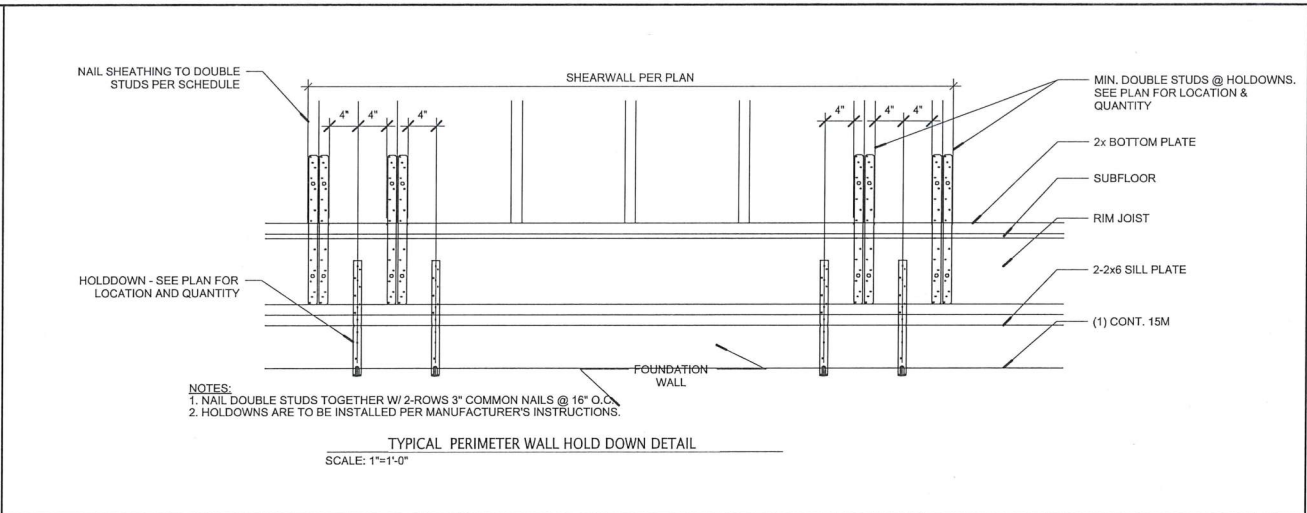 NAIL SHEATHING TO DOUBLE
STUDS PER SCHEDULE
SHEARWALL PER PLAN
4" 4" 4"
4" 4" 4"
MIN. DOUBLE STUDS @ HOLDOWNS.
SEE PLAN FOR LOCATION &
QUANTITY
2x BOTTOM PLATE
SUBFLOOR
RIM JOIST
2-2x6 SILL PLATE
(1) CONT. 15M
HOLDDOWN - SEE PLAN FOR
LOCATION AND QUANTITY
FOUNDATION
WALL
NOTES:
1. NAIL DOUBLE STUDS TOGETHER W/ 2-ROWS 3" COMMON NAILS @ 16" O.C.
2. HOLDOWNS ARE TO BE INSTALLED PER MANUFACTURER'S INSTRUCTIONS.
TYPICAL PERIMETER WALL HOLD DOWN DETAIL
SCALE: 1"=1'-0"